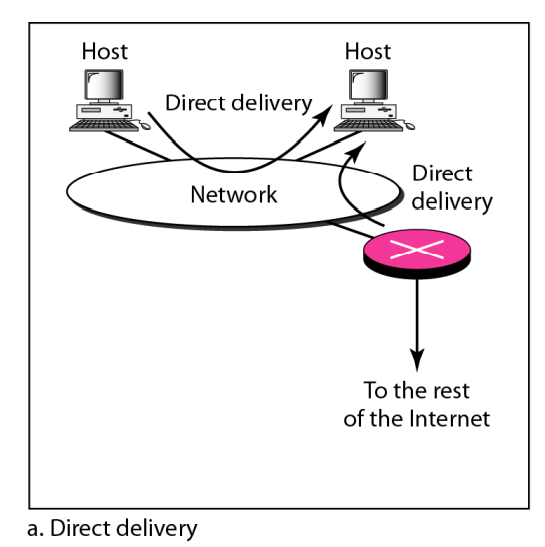 Host
Host
Direct delivery
Direct
delivery
Network
To the rest
of the Internet
a. Direct delivery